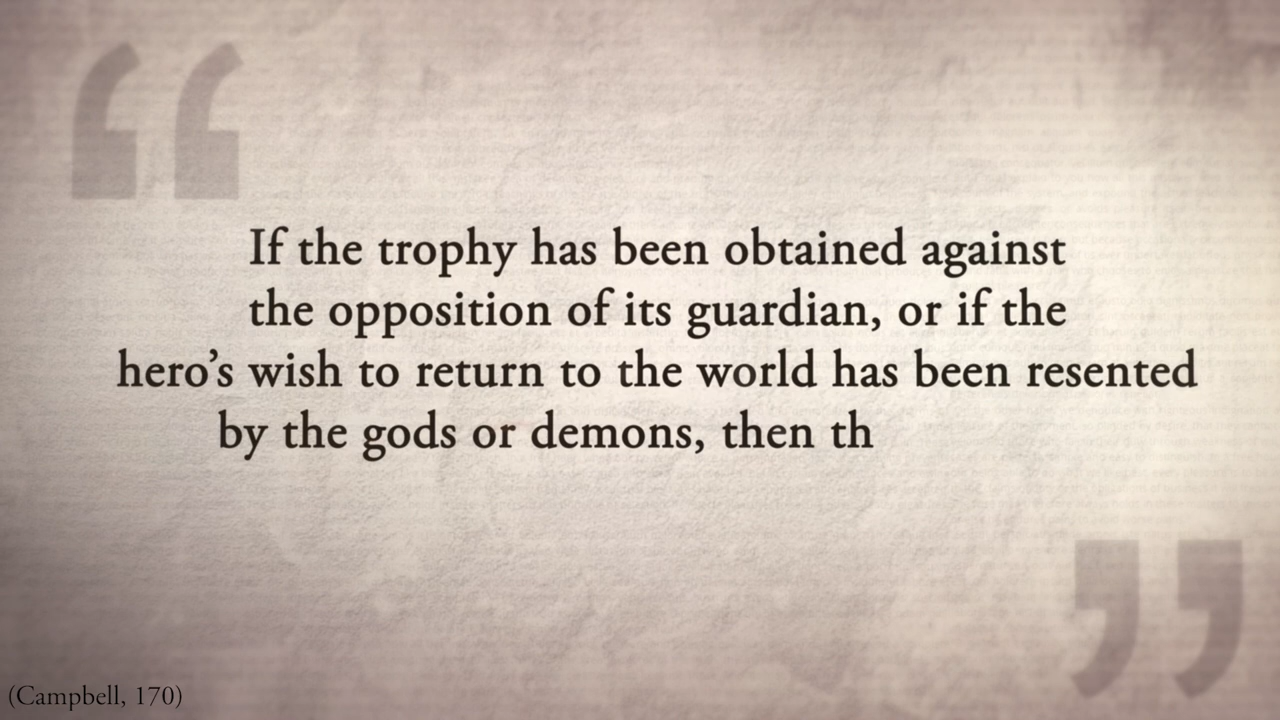 If the trophy has been obtained against
the opposition of its guardian, or if the
hero’s wish to return to the world has been resented
by the gods or demons, then th
(Campbell, 170)